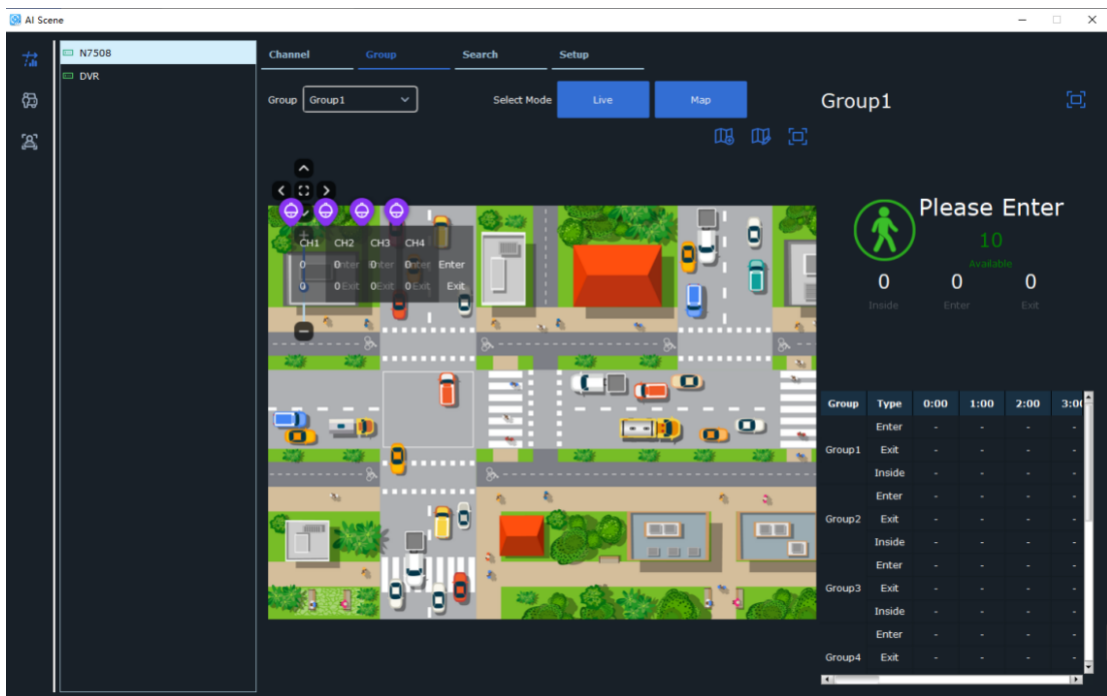 AI Scene
N7508
DVR
Channel Group Search Setup
Group Group1 Select Mode Live Map
Group1
Please Enter
10
Available
0 0 0
Inside Enter Exit
CH1 CH2 CH3 CH4
0 0 Enter 0 Enter 0 Enter Enter
0 0 Exit 0 Exit 0 Exit Exit
Group Type 0:00 1:00 2:00 3:0
Enter - - - -
Group1 Exit - - - -
Inside - - - -
Enter - - - -
Group2 Exit - - - -
Inside - - - -
Enter - - - -
Group3 Exit - - - -
Inside - - - -
Enter - - - -
Group4 Exit - - - -